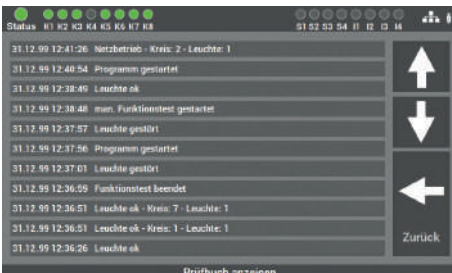 Status K1 K2 K3 K4 K5 K6 K7 K8 S1 S2 S3 S4 I1 I2 I3 I4
31.12.99 12:41:26 Netzbetrieb - Kreis: 2 - Leuchte: 1
31.12.99 12:40:54 Programm gestartet
31.12.99 12:38:49 Leuchte ok
31.12.99 12:38:48 man. Funktionstest gestartet
31.12.99 12:37:57 Leuchte gestört
31.12.99 12:37:56 Programm gestartet
31.12.99 12:37:01 Leuchte gestört
31.12.99 12:36:59 Funktionstest beendet
31.12.99 12:36:51 Leuchte ok - Kreis: 7 - Leuchte: 1
31.12.99 12:36:51 Leuchte ok - Kreis: 1 - Leuchte: 1
31.12.99 12:36:26 Leuchte ok
Zurück
Prüfbuch anzeigen